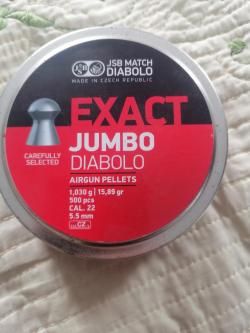 JSB MATCH
DIABOLO
MADE IN CZECH REPUBLIC
EXACT
JUMBO
DIABOLO
CAREFULLY
SELECTED
AIRGUN PELLETS
1,030 g | 15,89 gr
500 pcs
CAL. 22
5.5 mm
CZ